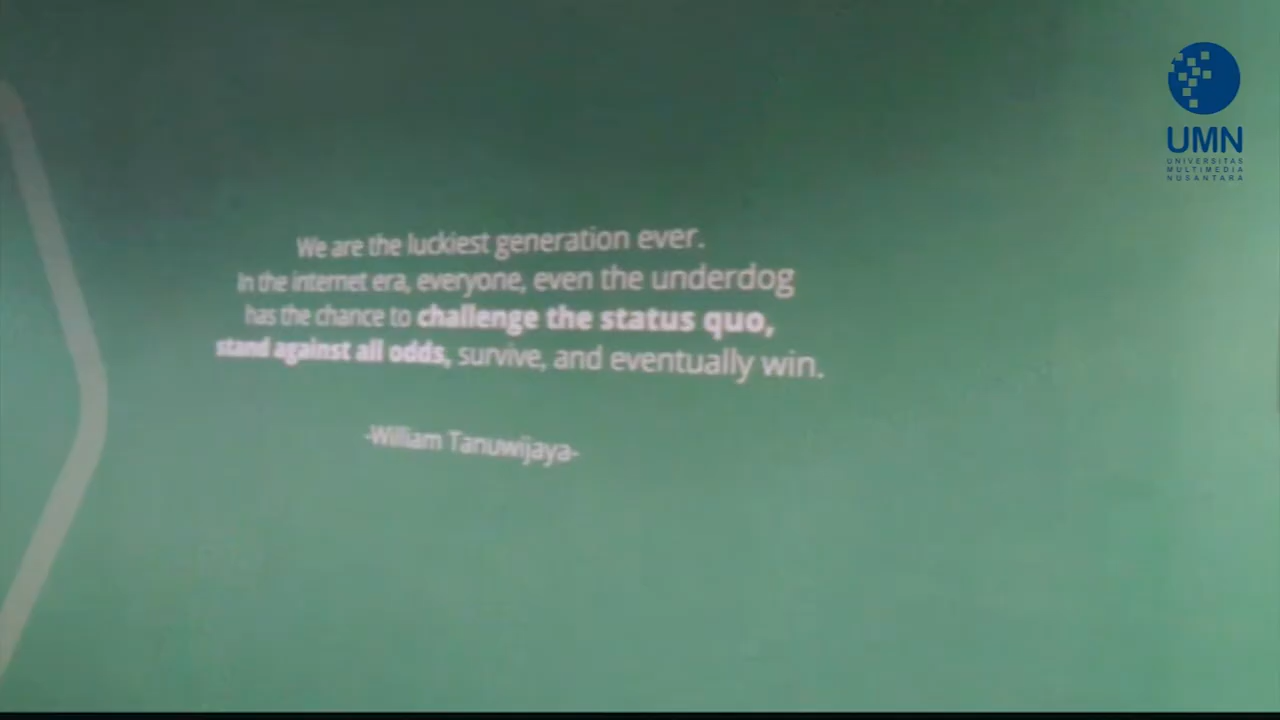 We are the luckiest generation ever.
In the internet era, everyone, even the underdog
has the chance to challenge the status quo,
stand against all odds, survive, and eventually win.
-William Tanuwijaya-
UMN
UNIVERSITAS
MULTIMEDIA
NUSANTARA